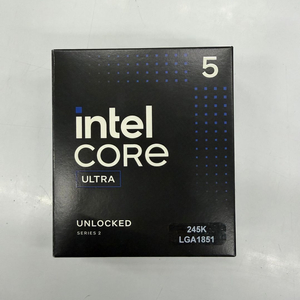 5
intel
CORE
ULTRA
UNLOCKED
SERIES 2
245K
LGA1851